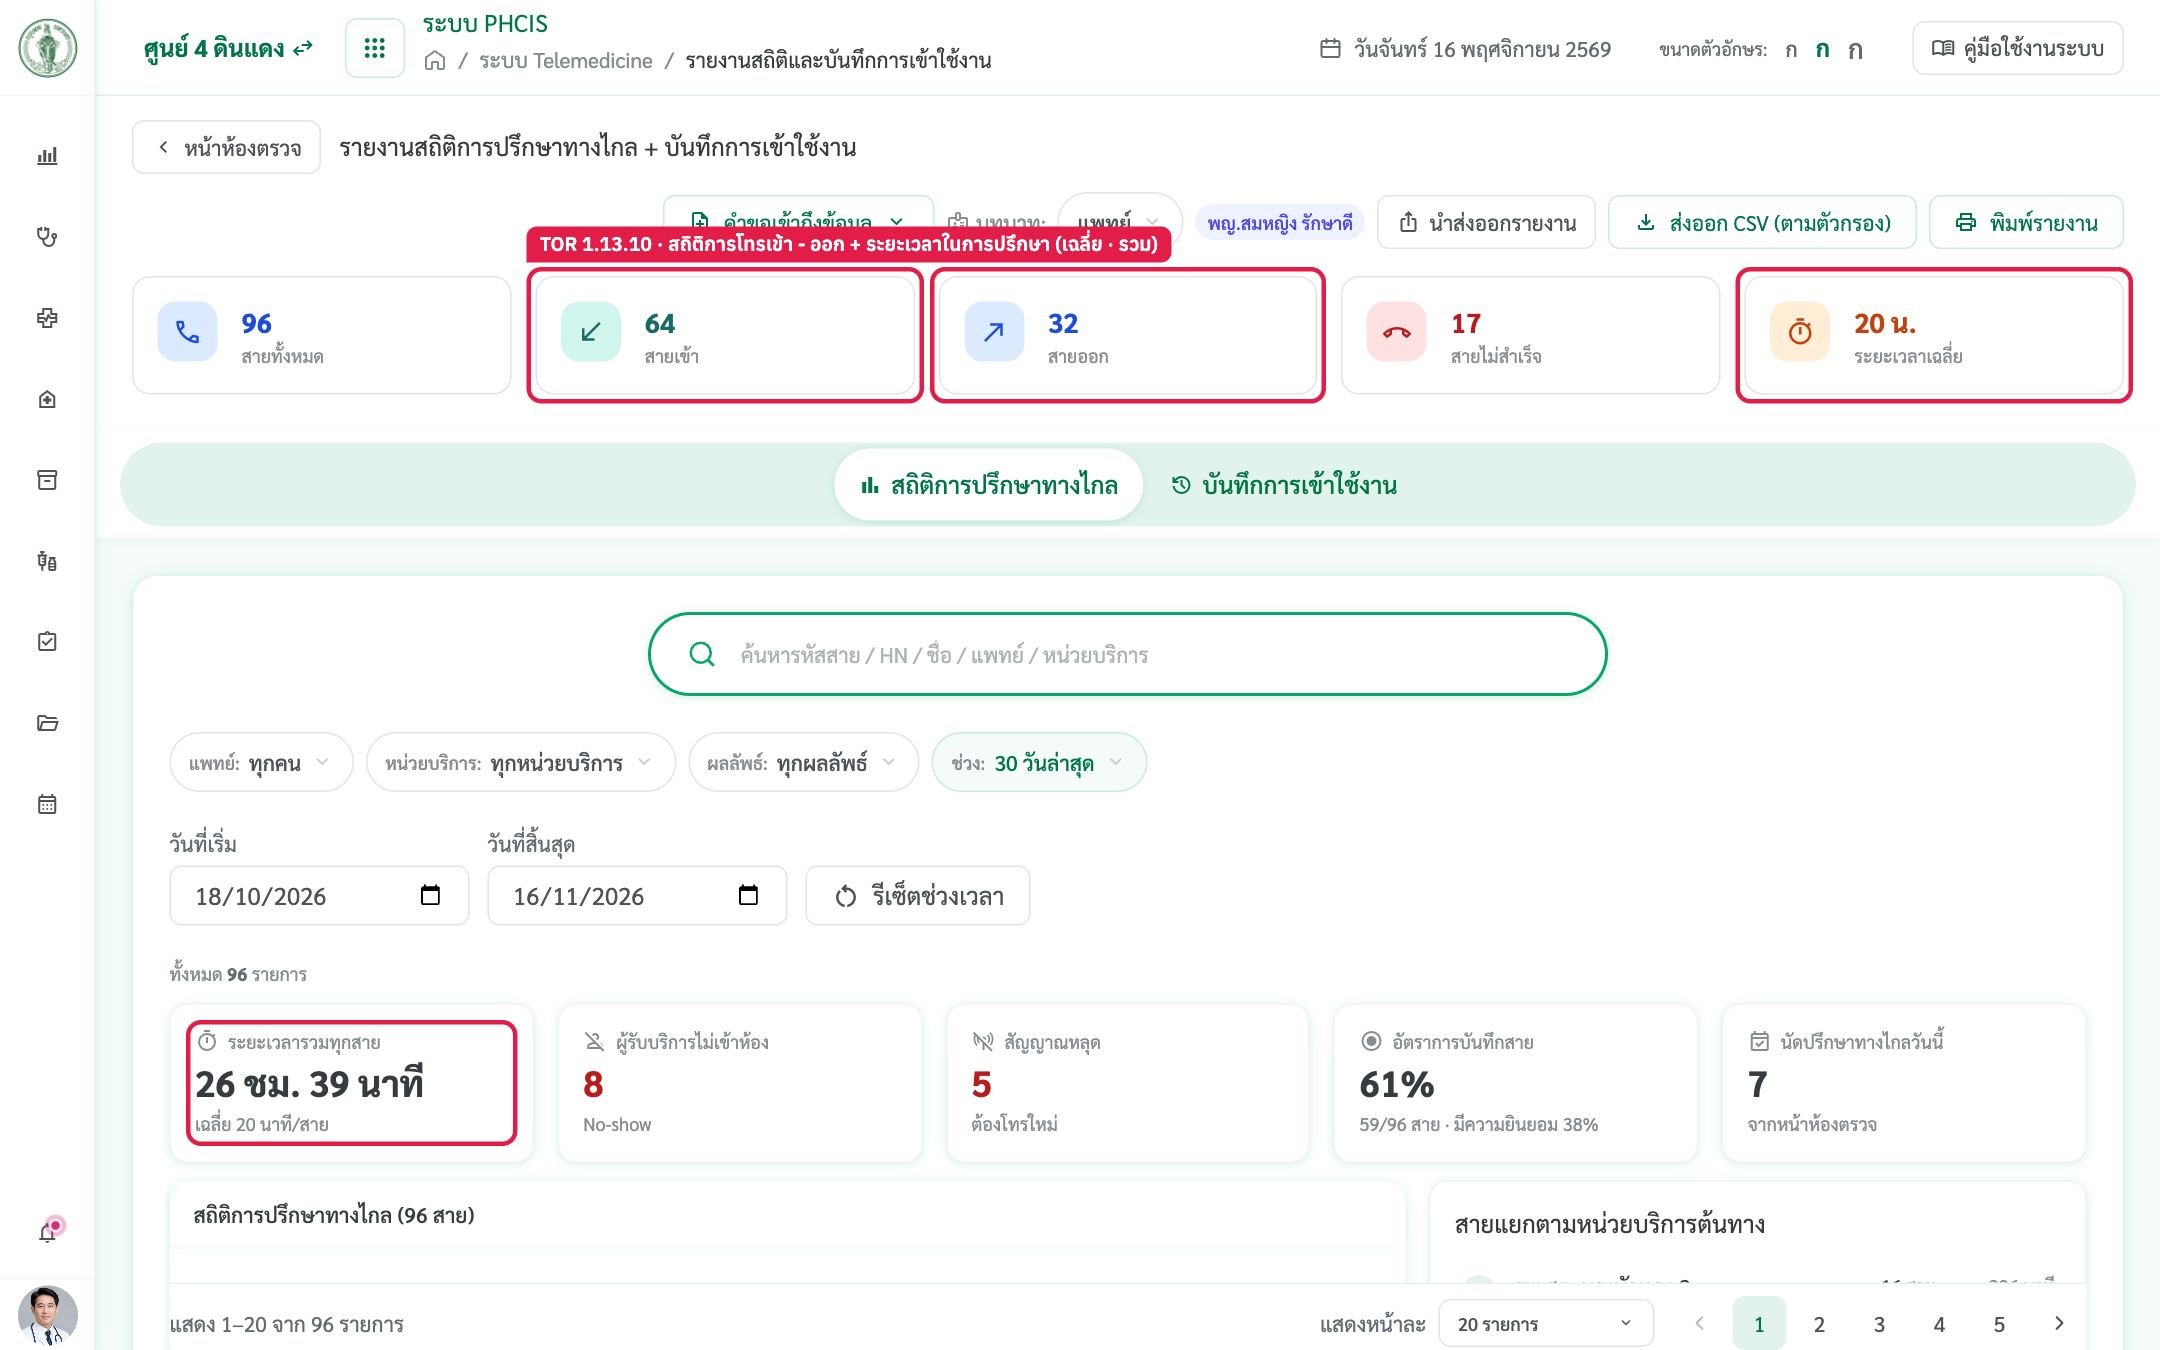 ศูนย์ 4 ดินแดง
ระบบ PHCIS
/ ระบบ Telemedicine / รายงานสถิติและบันทึกการเข้าใช้งาน
วันจันทร์ 16 พฤศจิกายน 2569
ขนาดตัวอักษร: ก ก ก
คู่มือใช้งานระบบ
หน้าห้องตรวจ
รายงานสถิติการปรึกษาทางไกล + บันทึกการเข้าใช้งาน
คำขอเข้าถึงข้อมูล
บทบาท: แพทย์
พญ.สมหญิง รักษาดี
นำส่งออกรายงาน
ส่งออก CSV (ตามตัวกรอง)
พิมพ์รายงาน
TOR 1.13.10 · สถิติการโทรเข้า - ออก + ระยะเวลาในการปรึกษา (เฉลี่ย · รวม)
96
สายทั้งหมด
64
สายเข้า
32
สายออก
17
สายไม่สำเร็จ
20 น.
ระยะเวลาเฉลี่ย
สถิติการปรึกษาทางไกล
บันทึกการเข้าใช้งาน
ค้นหารหัสสาย / HN / ชื่อ / แพทย์ / หน่วยบริการ
แพทย์: ทุกคน
หน่วยบริการ: ทุกหน่วยบริการ
ผลลัพธ์: ทุกผลลัพธ์
ช่วง: 30 วันล่าสุด
วันที่เริ่ม
วันที่สิ้นสุด
18/10/2026
16/11/2026
รีเซ็ตช่วงเวลา
ทั้งหมด 96 รายการ
ระยะเวลารวมทุกสาย
26 ชม. 39 นาที
เฉลี่ย 20 นาที/สาย
ผู้รับบริการไม่เข้าห้อง
8
No-show
สัญญาณหลุด
5
ต้องโทรใหม่
อัตราการบันทึกสาย
61%
59/96 สาย · มีความยินยอม 38%
นัดปรึกษาทางไกลวันนี้
7
จากหน้าห้องตรวจ
สถิติการปรึกษาทางไกล (96 สาย)
สายแยกตามหน่วยบริการต้นทาง
แสดง 1–20 จาก 96 รายการ
แสดงหน้าละ
20 รายการ
1 2 3 4 5